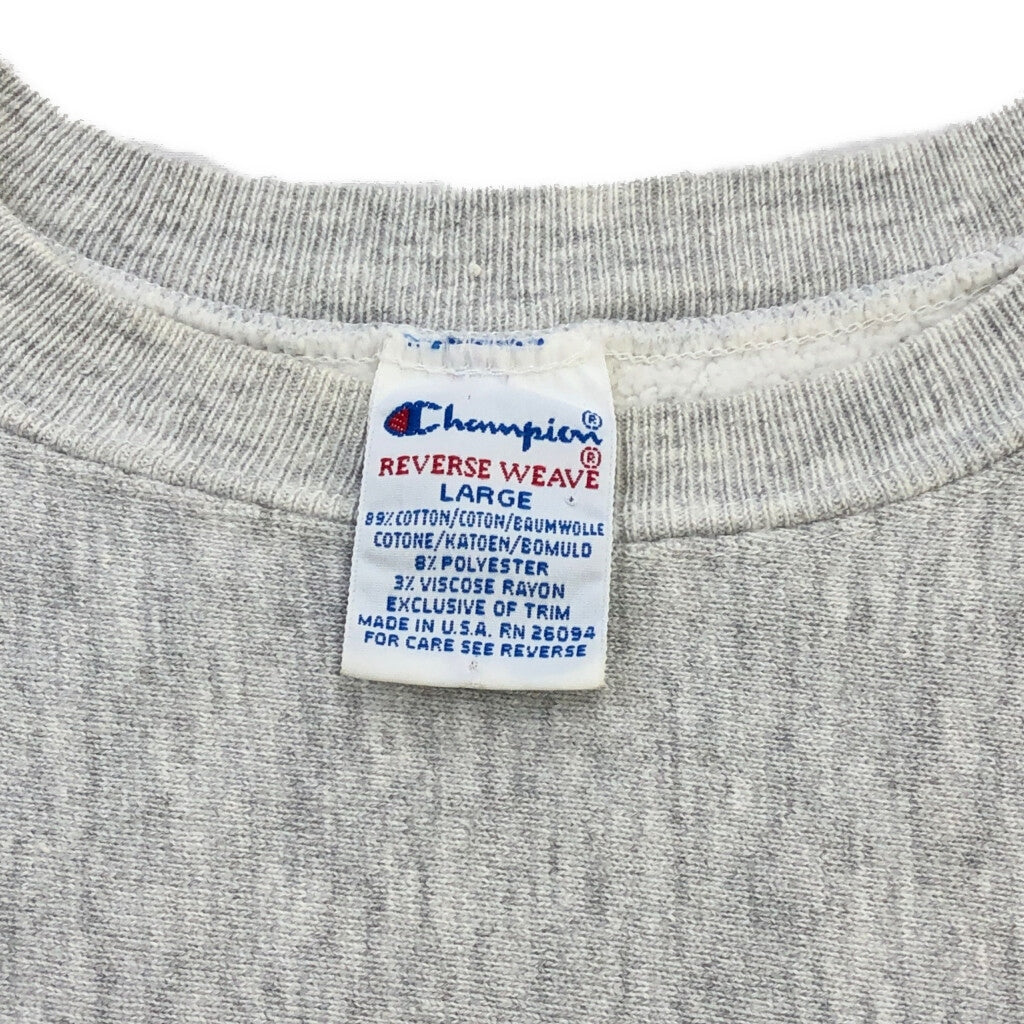 Champion®
REVERSE WEAVE®
LARGE
89% COTTON/COTON/BAUMWOLLE
COTONE/KATOEN/BOMULD
8% POLYESTER
3% VISCOSE RAYON
EXCLUSIVE OF TRIM
MADE IN U.S.A. RN 26094
FOR CARE SEE REVERSE